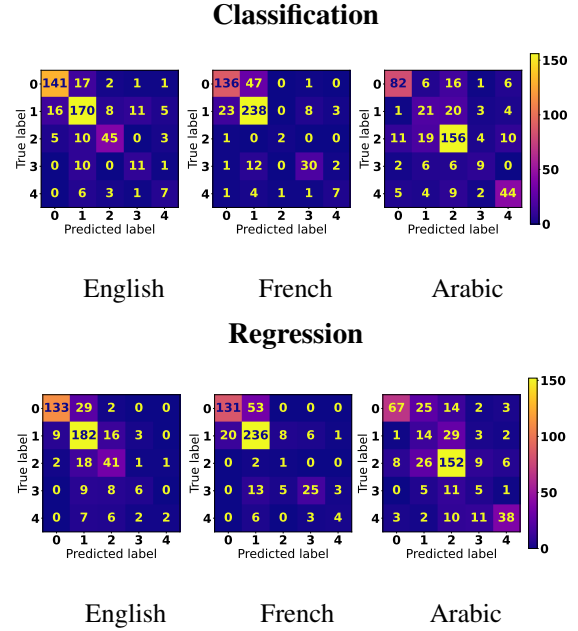 Classification
0 141 17 2 1 1
1 16 170 8 11 5
2 5 10 45 0 3
3 0 10 0 11 1
4 0 6 3 1 7
0 1 2 3 4
True label
Predicted label
0 136 47 0 1 0
1 23 238 0 8 3
2 1 0 2 0 0
3 1 12 0 30 2
4 1 4 1 1 7
0 1 2 3 4
True label
Predicted label
0 82 6 16 1 6
1 1 21 20 3 4
2 11 19 156 4 10
3 2 6 6 9 0
4 5 4 9 2 44
0 1 2 3 4
True label
Predicted label
150
100
50
0
English French Arabic
Regression
0 133 29 2 0 0
1 9 182 16 3 0
2 2 18 41 1 1
3 0 9 8 6 0
4 0 7 6 2 2
0 1 2 3 4
True label
Predicted label
0 131 53 0 0 0
1 20 236 8 6 1
2 0 2 1 0 0
3 0 13 5 25 3
4 0 6 0 3 4
0 1 2 3 4
True label
Predicted label
0 67 25 14 2 3
1 1 14 29 3 2
2 8 26 152 9 6
3 0 5 11 5 1
4 3 2 10 11 38
0 1 2 3 4
True label
Predicted label
150
100
50
0
English French Arabic